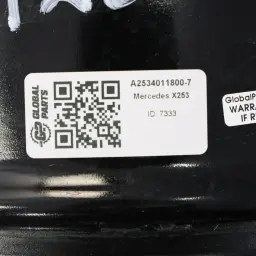 GLOBAL
PARTS
A2534011800-7
Mercedes X253
ID: 7333
GlobalP
WARRA
IF R